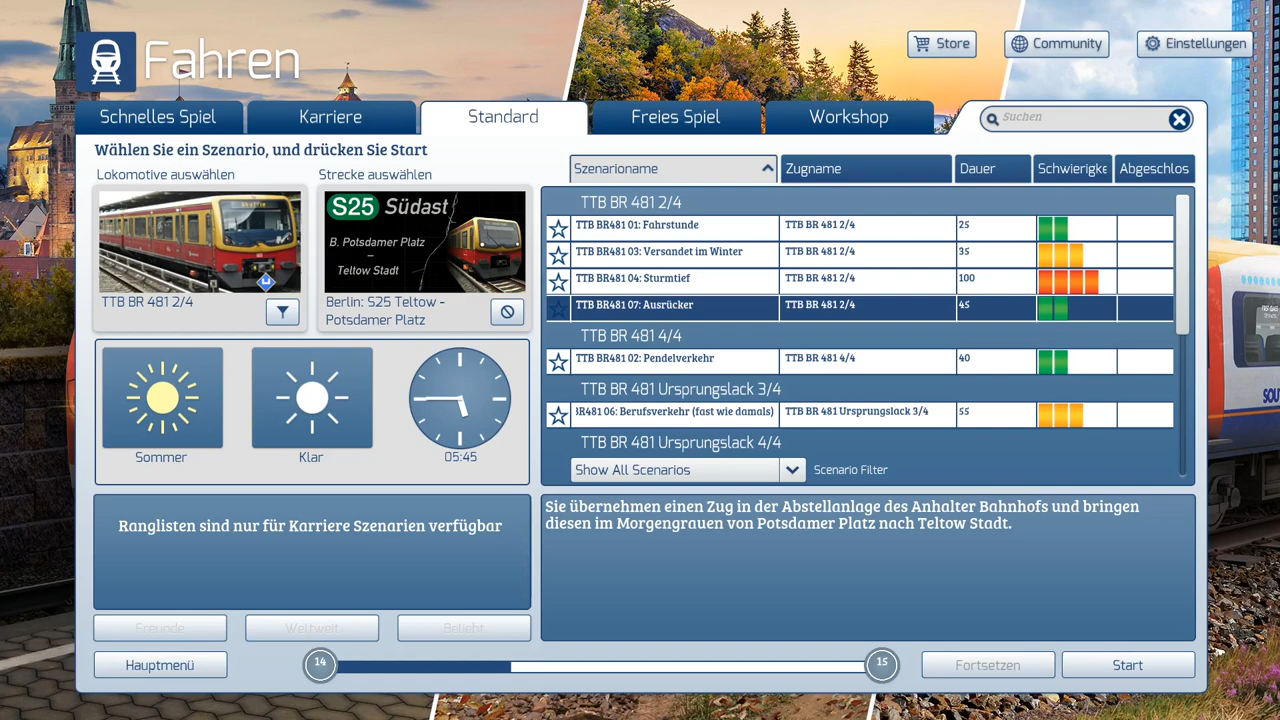 Fahren
Store
Community
Einstellungen
Schnelles Spiel
Karriere
Standard
Freies Spiel
Workshop
Suchen
Wählen Sie ein Szenario, und drücken Sie Start
Lokomotive auswählen
Strecke auswählen
TTB BR 481 2/4
S25 Südast
B. Potsdamer Platz
–
Teltow Stadt
Berlin: S25 Teltow -
Potsdamer Platz
Sommer
Klar
05:45
Szenarioname
Zugname
Dauer
Schwierigke
Abgeschlos
TTB BR 481 2/4
TTB BR481 01: Fahrstunde TTB BR 481 2/4 25
TTB BR481 03: Versandet im Winter TTB BR 481 2/4 35
TTB BR481 04: Sturmtief TTB BR 481 2/4 100
TTB BR481 07: Ausrücker TTB BR 481 2/4 45
TTB BR 481 4/4
TTB BR481 02: Pendelverkehr TTB BR 481 4/4 40
TTB BR 481 Ursprungslack 3/4
BR481 06: Berufsverkehr (fast wie damals) TTB BR 481 Ursprungslack 3/4 55
TTB BR 481 Ursprungslack 4/4
Show All Scenarios
Scenario Filter
Ranglisten sind nur für Karriere Szenarien verfügbar
Sie übernehmen einen Zug in der Abstellanlage des Anhalter Bahnhofs und bringen
diesen im Morgengrauen von Potsdamer Platz nach Teltow Stadt.
Freunde
Weltweit
Beliebt
Hauptmenü
14
15
Fortsetzen
Start